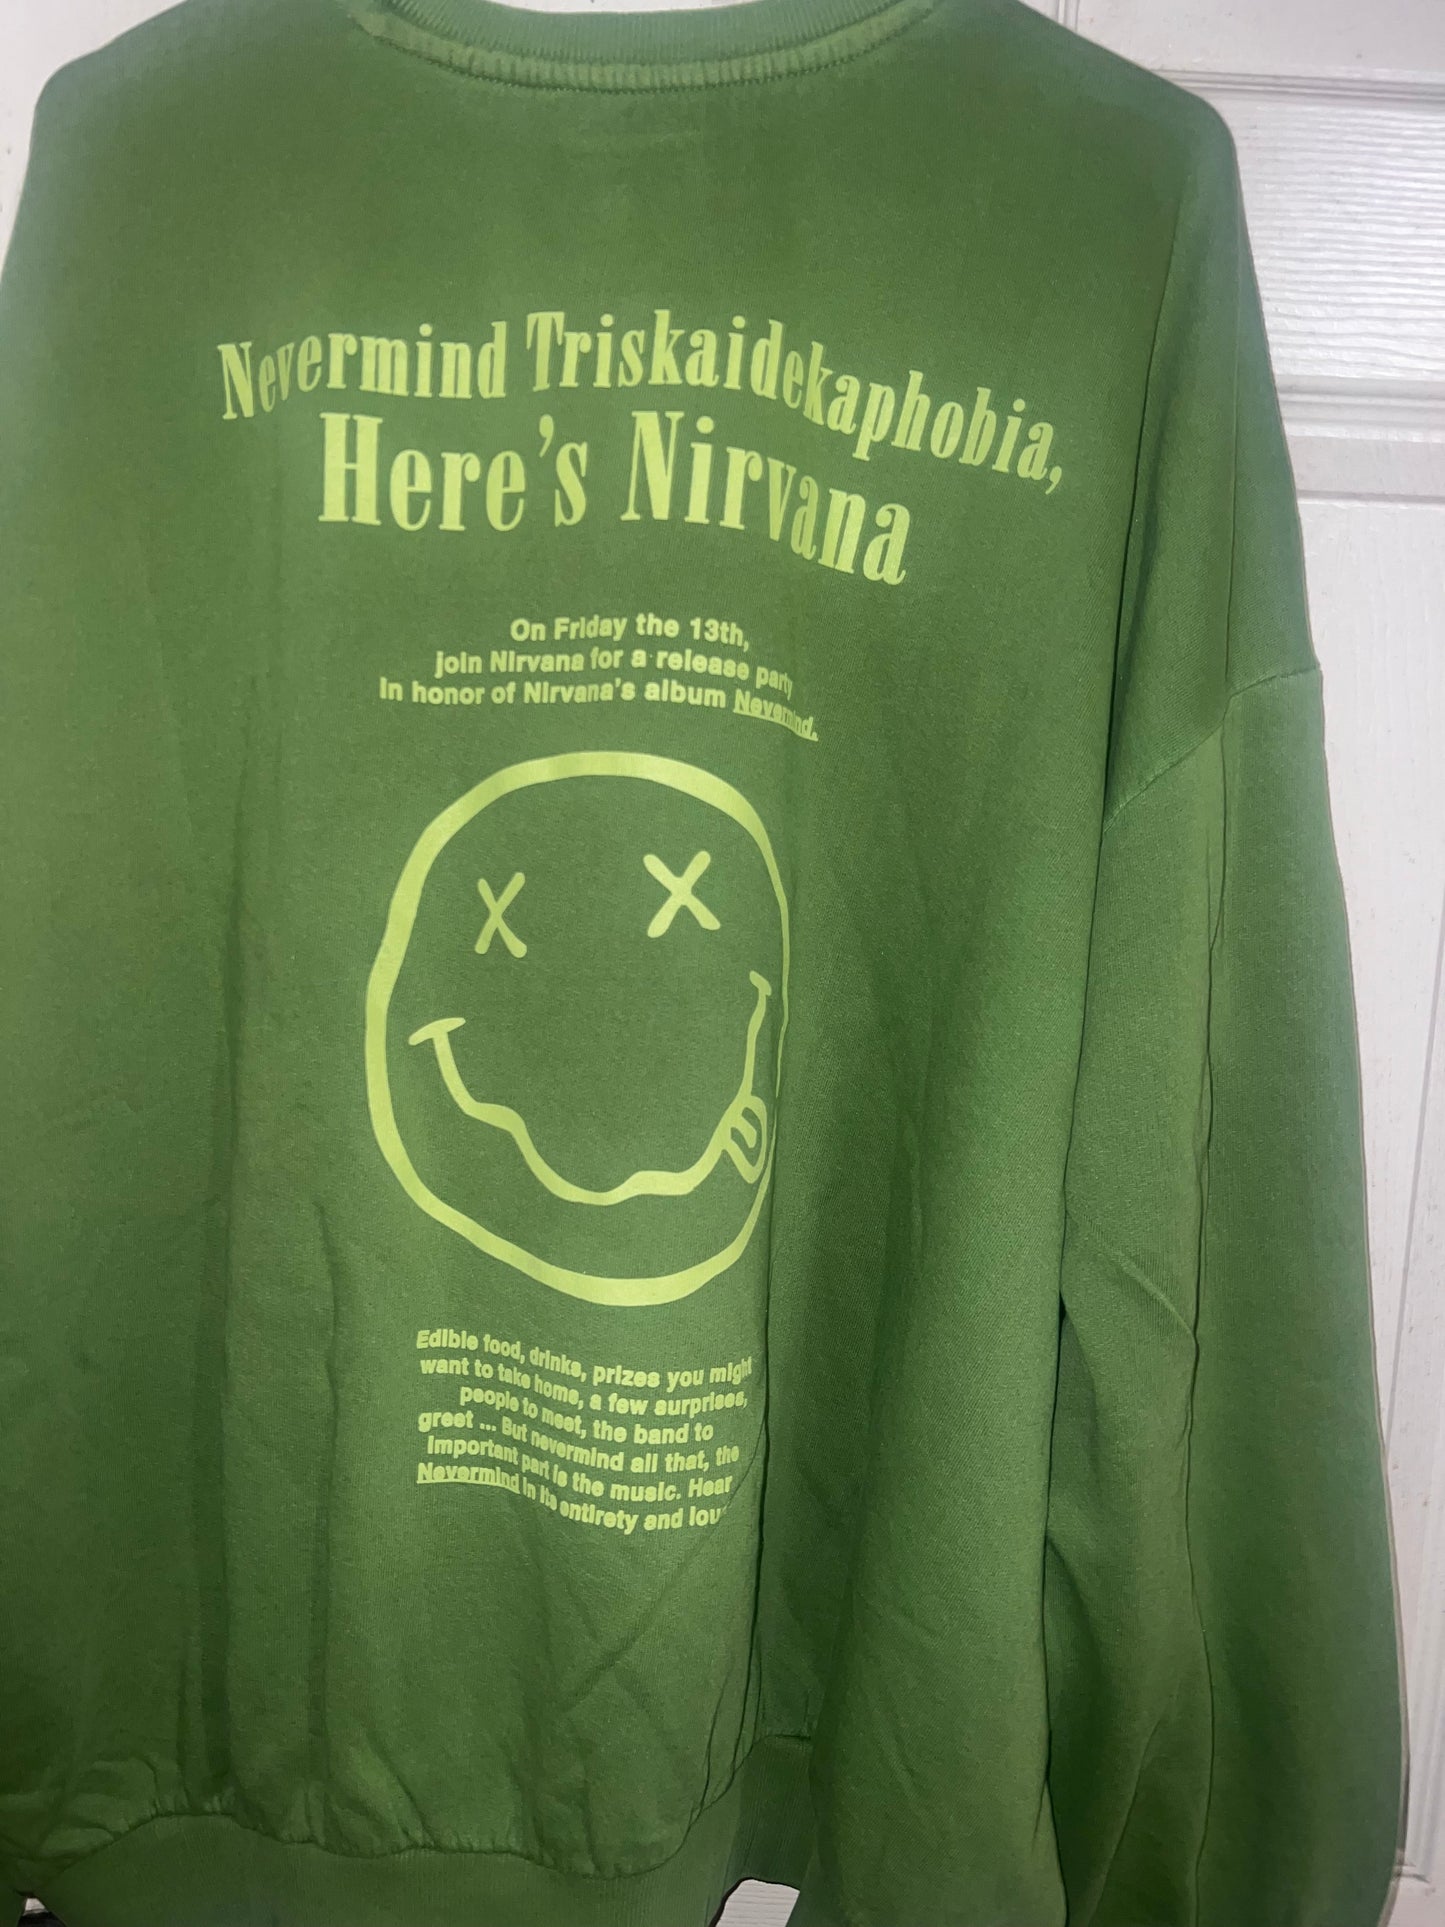 Nevermind Triskaidekaphobia,
Here's Nirvana
On Friday the 13th,
join Nirvana for a release party
in honor of Nirvana's album Nevermind.
Edible food, drinks, prizes you might
want to take home, a few surprises,
people to meet, the band to
greet ... But nevermind all that, the
important part is the music. Hear
Nevermind in its entirety and loud